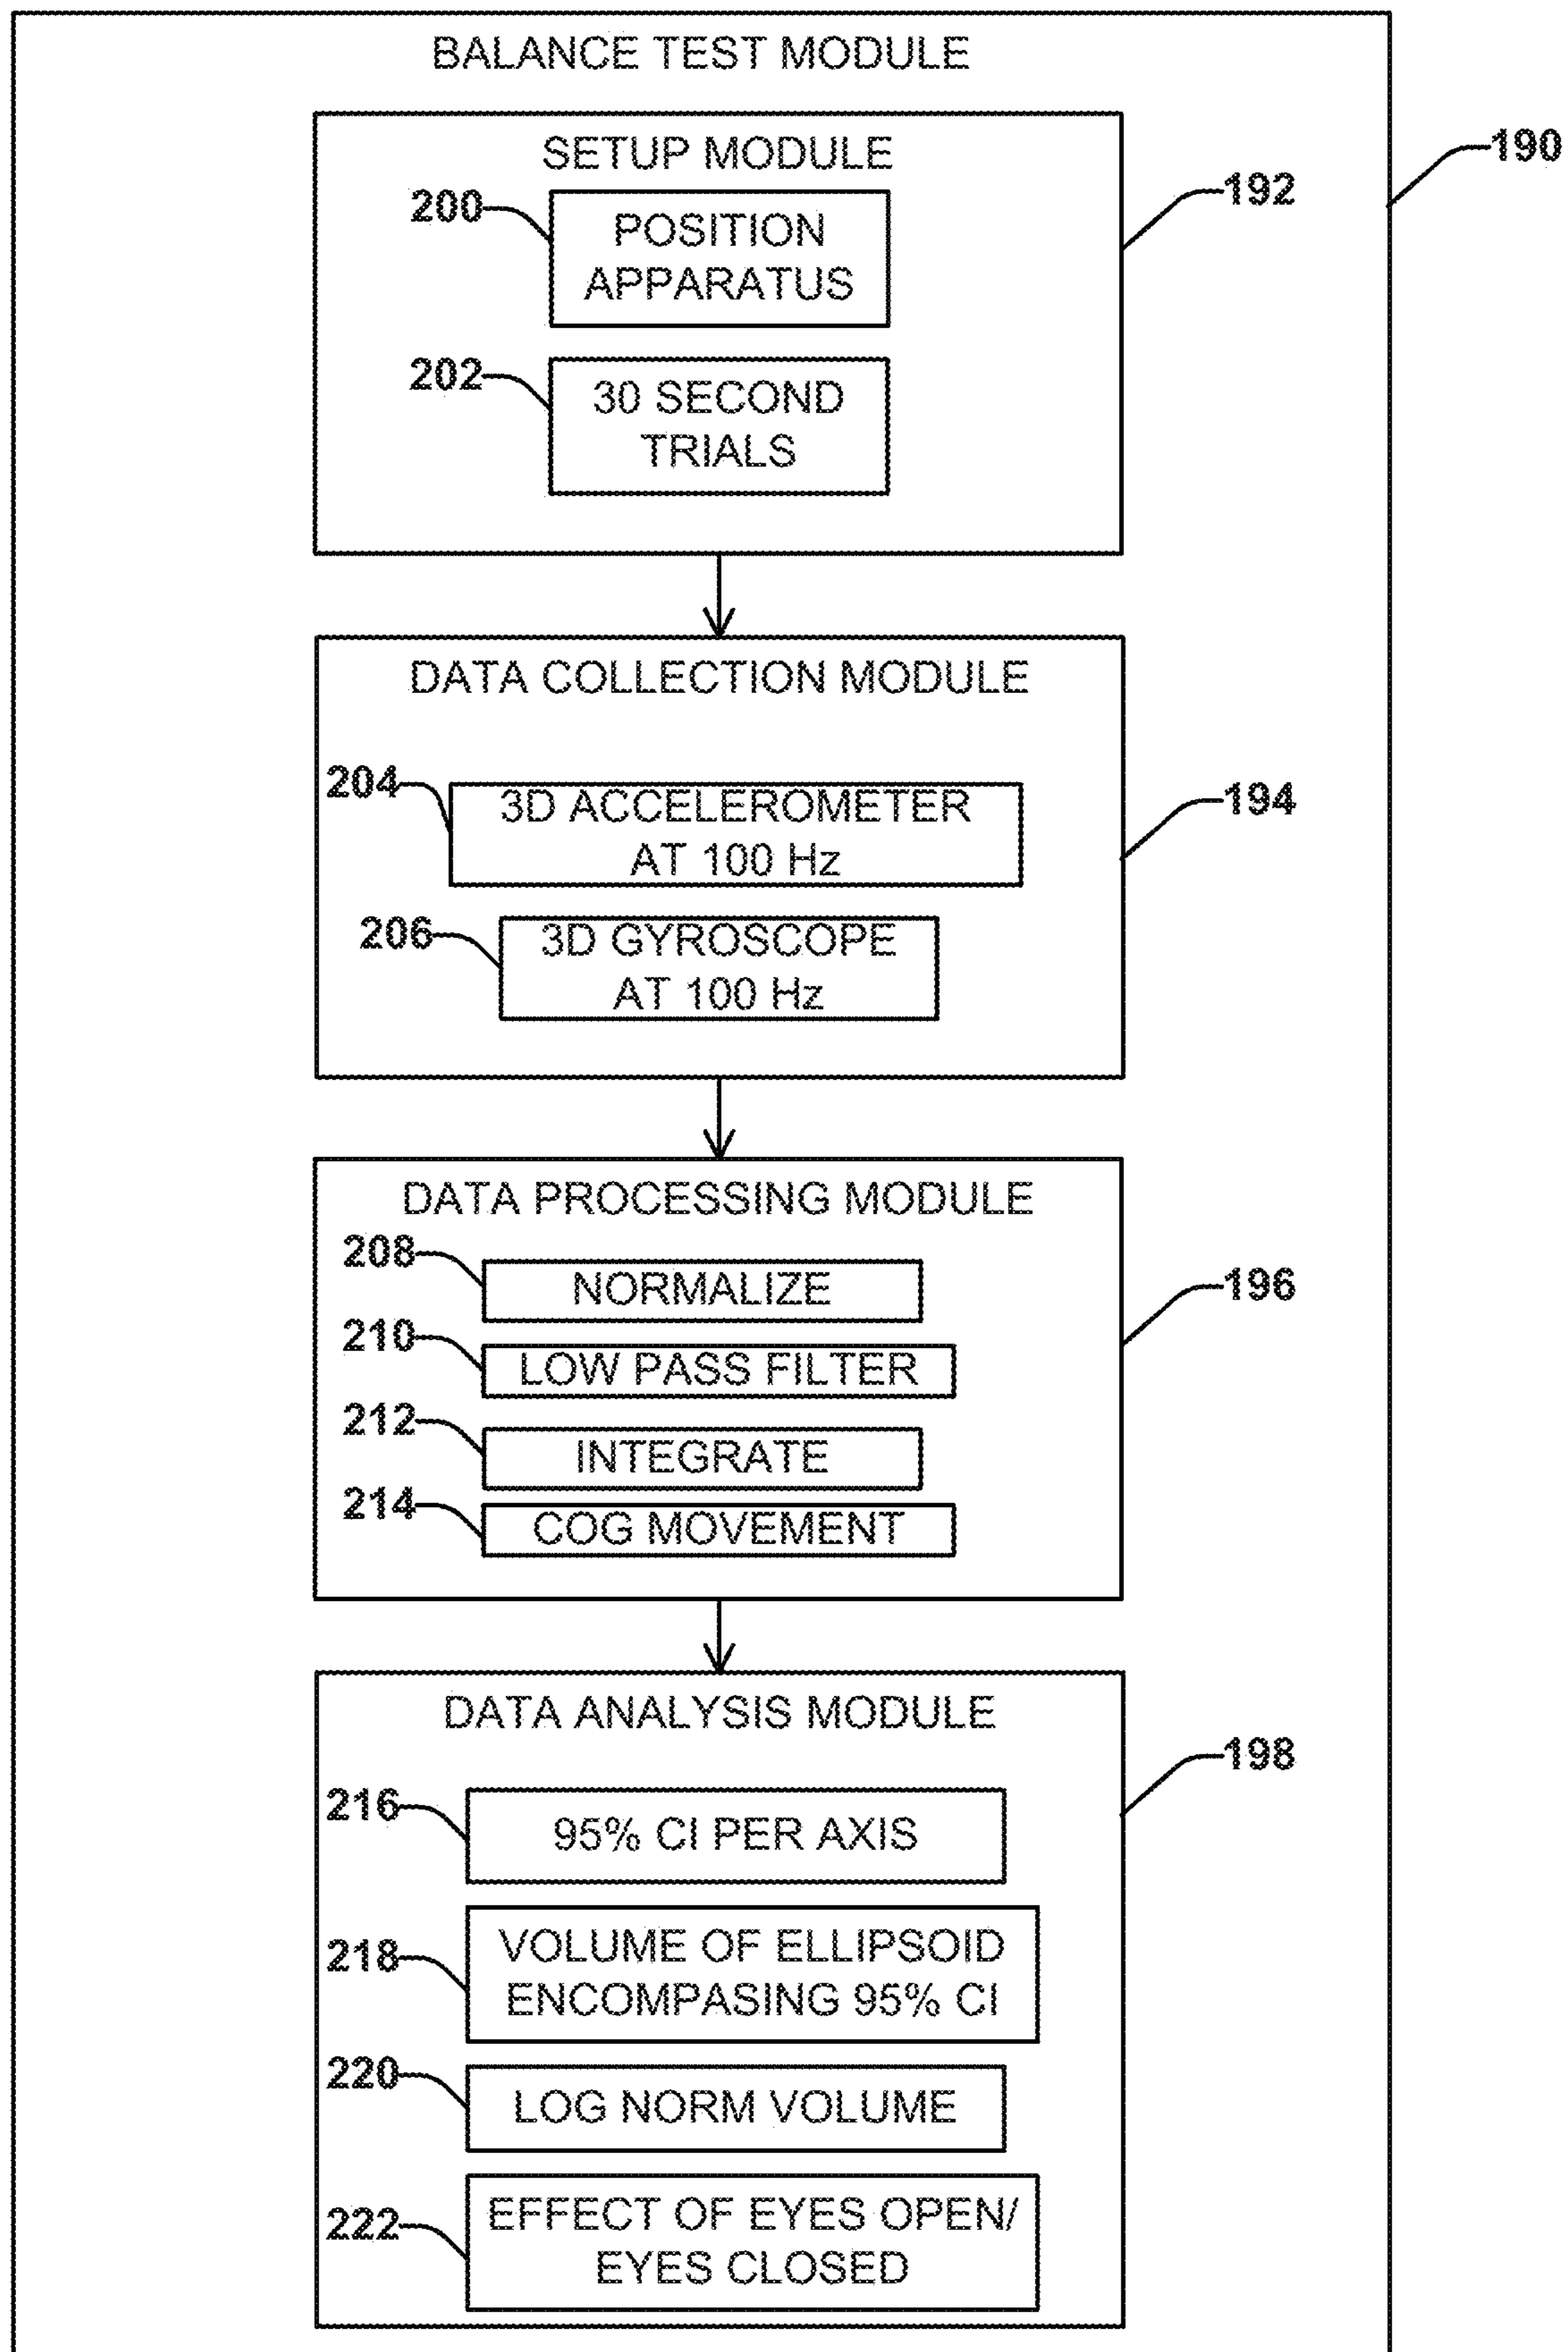 BALANCE TEST MODULE
SETUP MODULE
190
192
200
POSITION
APPARATUS
202
30 SECOND
TRIALS
DATA COLLECTION MODULE
194
204
3D ACCELEROMETER
AT 100 Hz
206
3D GYROSCOPE
AT 100 Hz
DATA PROCESSING MODULE
196
208
NORMALIZE
210
LOW PASS FILTER
212
INTEGRATE
214
COG MOVEMENT
DATA ANALYSIS MODULE
198
216
95% CI PER AXIS
218
VOLUME OF ELLIPSOID
ENCOMPASING 95% CI
220
LOG NORM VOLUME
222
EFFECT OF EYES OPEN/
EYES CLOSED